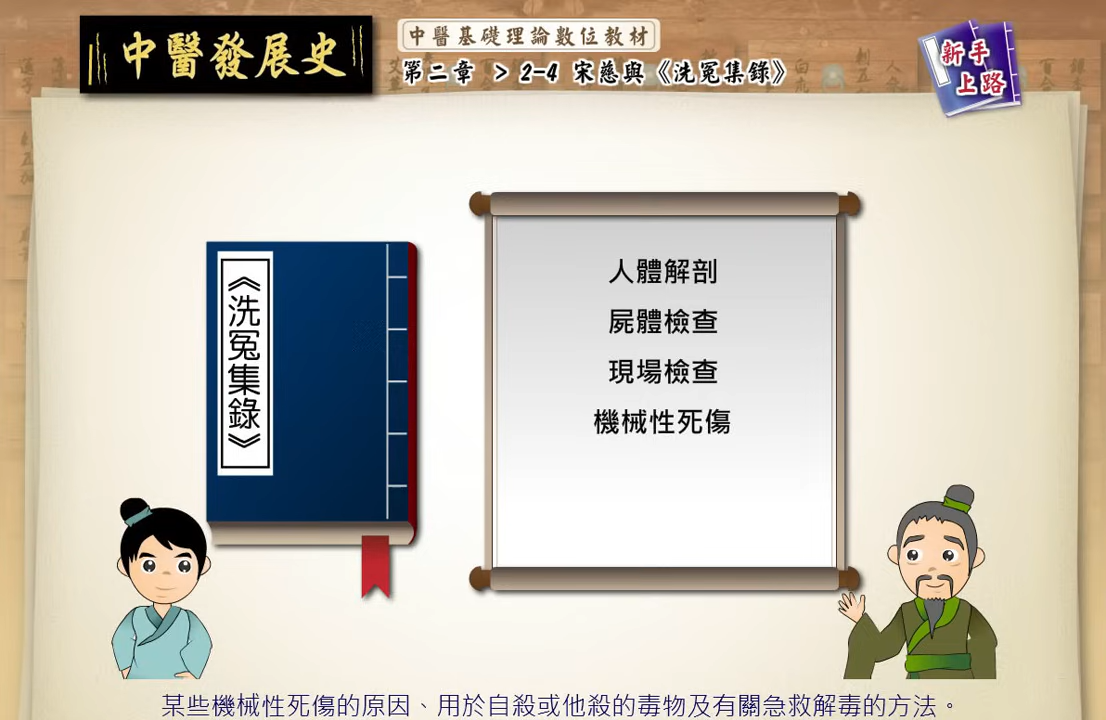 中醫發展史
中醫基礎理論數位教材
第二章 > 2-4 宋慈與《洗冤集錄》
新手
上路
《洗冤集錄》
人體解剖
屍體檢查
現場檢查
機械性死傷
某些機械性死傷的原因、用於自殺或他殺的毒物及有關急救解毒的方法。